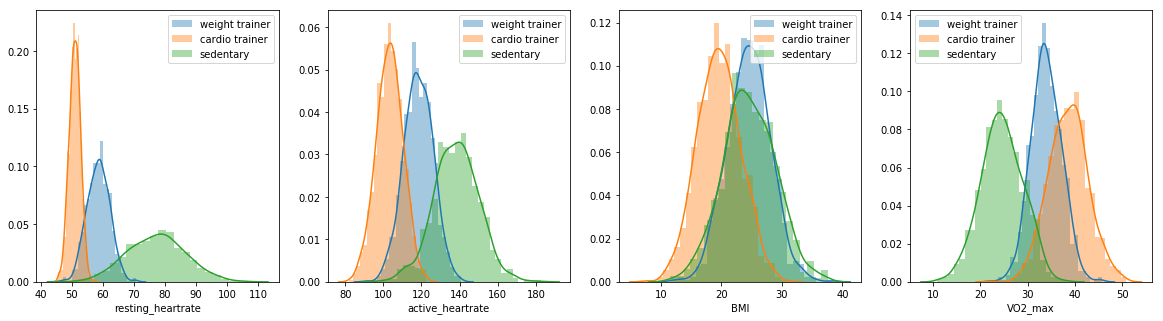 0.20
0.15
0.10
0.05
0.00
40 50 60 70 80 90 100 110
resting_heartrate
weight trainer
cardio trainer
sedentary
0.06
0.05
0.04
0.03
0.02
0.01
0.00
80 100 120 140 160 180
active_heartrate
weight trainer
cardio trainer
sedentary
0.12
0.10
0.08
0.06
0.04
0.02
0.00
10 20 30 40
BMI
weight trainer
cardio trainer
sedentary
0.14
0.12
0.10
0.08
0.06
0.04
0.02
0.00
10 20 30 40 50
VO2_max
weight trainer
cardio trainer
sedentary